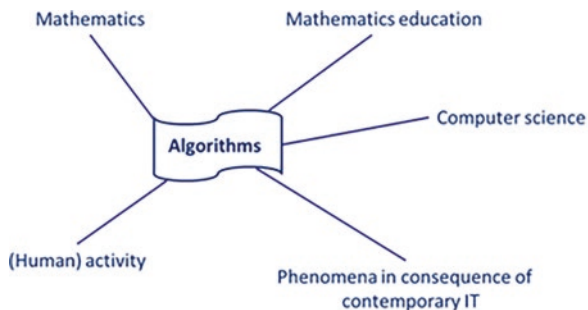 Mathematics
Mathematics education
Computer science
Algorithms
(Human) activity
Phenomena in consequence of
contemporary IT